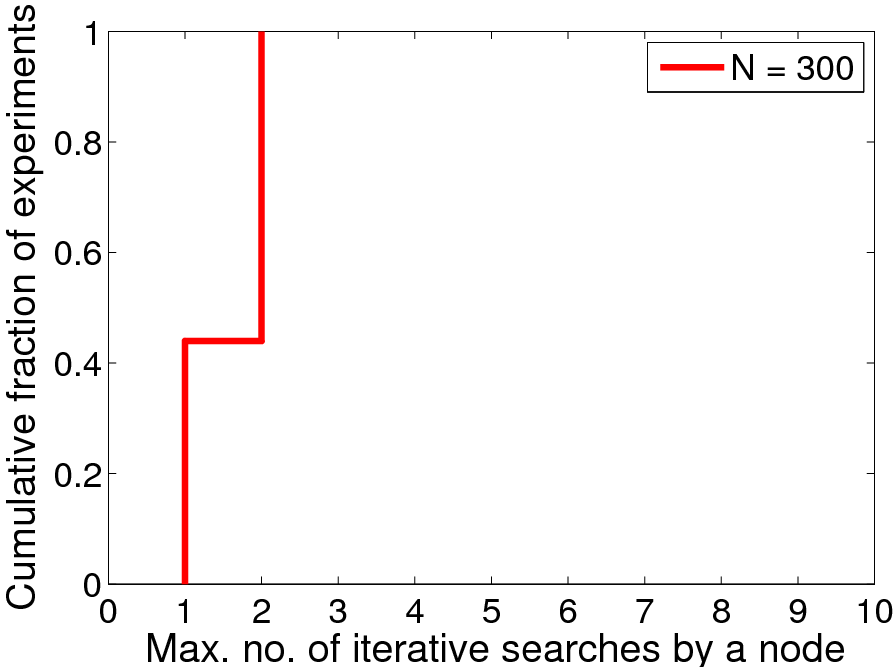 Cumulative fraction of experiments
1
0.8
0.6
0.4
0.2
0
N = 300
0 1 2 3 4 5 6 7 8 9 10
Max. no. of iterative searches by a node